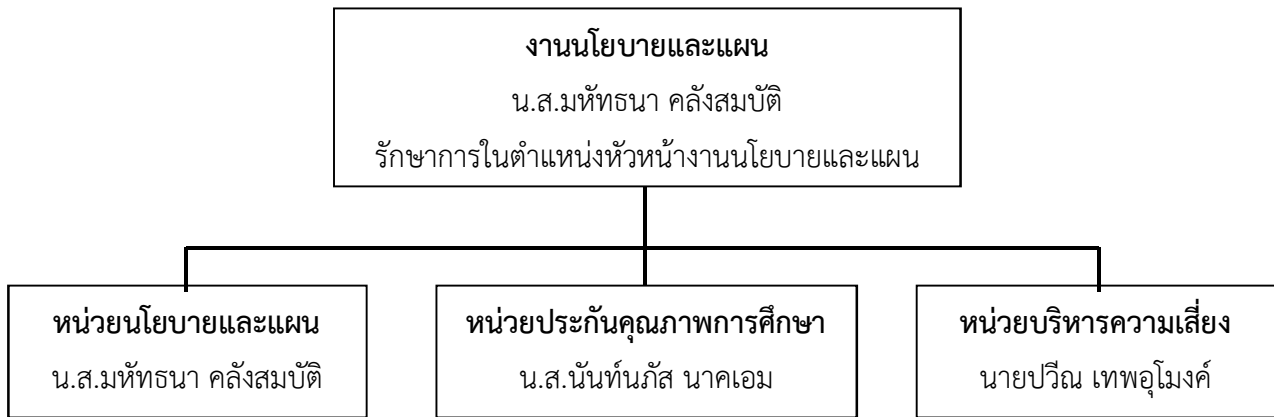 งานนโยบายและแผน
น.ส.มหัทธนา คลังสมบัติ
รักษาการในตำแหน่งหัวหน้างานนโยบายและแผน
หน่วยนโยบายและแผน
น.ส.มหัทธนา คลังสมบัติ
หน่วยประกันคุณภาพการศึกษา
น.ส.นันท์นภัส นาคเอม
หน่วยบริหารความเสี่ยง
นายปวีณ เทพอุโมงค์